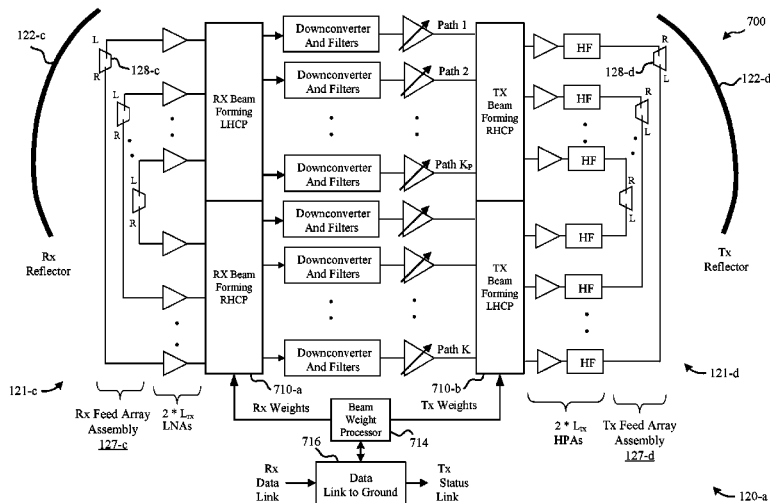 700
122-c
L
128-c
R
L
R
L
R
Rx
Reflector
121-c
Rx Feed Array
Assembly
127-c
2 * LTX
LNAs
RX Beam
Forming
LHCP
RX Beam
Forming
RHCP
710-a
Downconverter
And Filters
Path 1
Downconverter
And Filters
Path 2
Downconverter
And Filters
Path KP
Downconverter
And Filters
Downconverter
And Filters
Downconverter
And Filters
Path K
TX
Beam
Forming
RHCP
TX
Beam
Forming
LHCP
710-b
HF
HF
HF
HF
HF
HF
R
128-d
L
R
L
R
L
122-d
Tx
Reflector
121-d
2 * LTX
HPAs
Tx Feed Array
Assembly
127-d
Rx Weights
Tx Weights
Beam
Weight
Processor
714
716
Rx
Data
Link
Data
Link to Ground
Tx
Status
Link
120-a